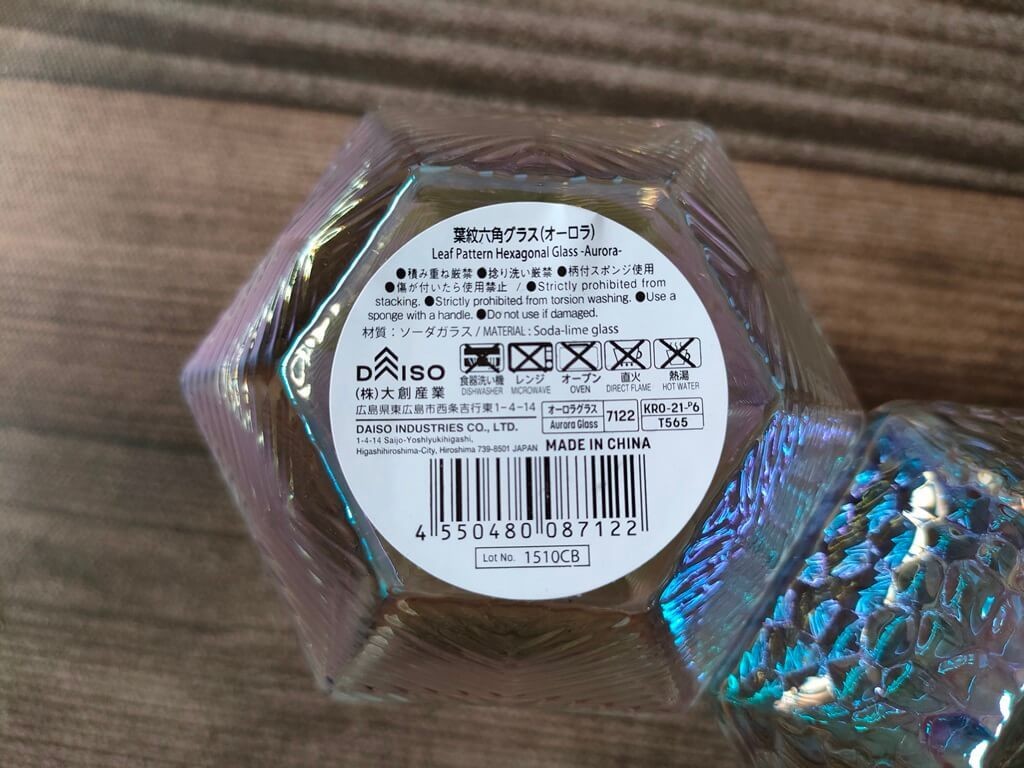 葉紋六角グラス(オーロラ)
Leaf Pattern Hexagonal Glass -Aurora-
●積み重ね厳禁 ●捻り洗い厳禁 ●柄付スポンジ使用
●傷が付いたら使用禁止 / ●Strictly prohibited from
stacking. ●Strictly prohibited from torsion washing. ●Use a
sponge with a handle. ●Do not use if damaged.
材質：ソーダガラス / MATERIAL : Soda-lime glass
DAISO
食器洗い機 レンジ オーブン 直火 熱湯
DISHWASHER MICROWAVE OVEN DIRECT FLAME HOT WATER
(株)大創産業
広島県東広島市西条吉行東1-4-14
オーロラグラス 7122 KRO-21-P6
Aurora Glass T565
DAISO INDUSTRIES CO., LTD.
1-4-14 Saijo-Yoshiyukihigashi,
Higashihiroshima-City, Hiroshima 739-8501 JAPAN MADE IN CHINA
4 550480 087122
Lot No. 1510CB